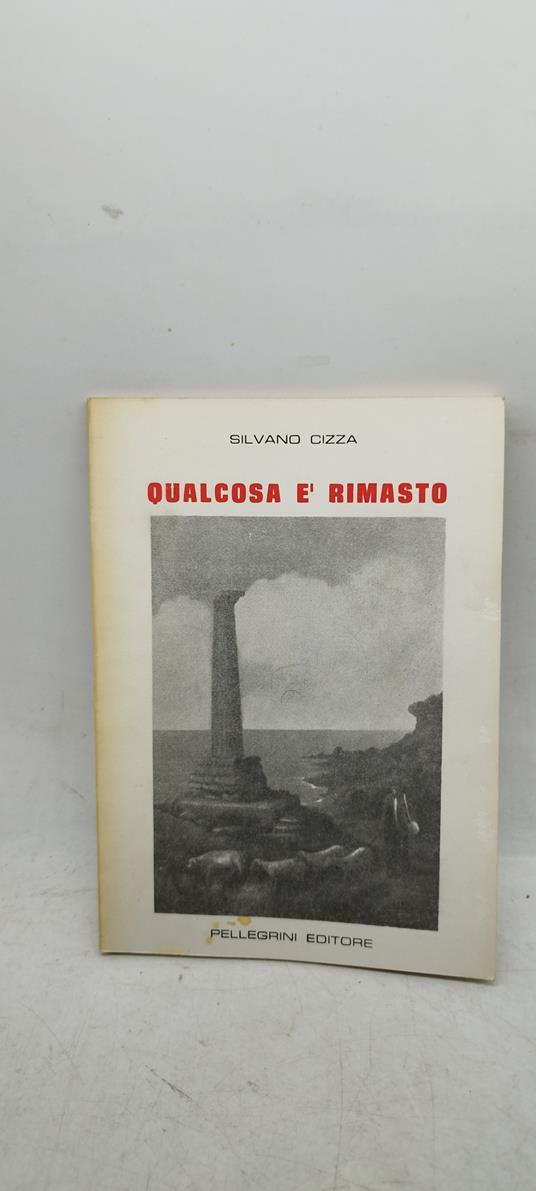 SILVANO CIZZA
QUALCOSA E' RIMASTO
PELLEGRINI EDITORE